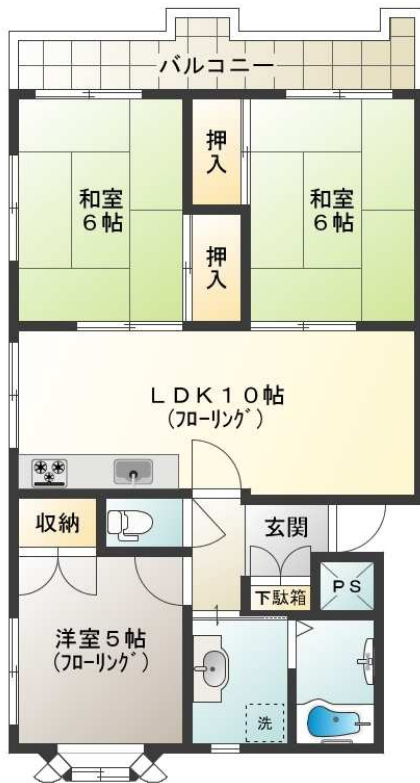 バルコニー
和室
6帖
押
入
和室
6帖
押
入
LDK10帖
(フローリング)
収納
玄関
下駄箱
PS
洋室5帖
(フローリング)
洗